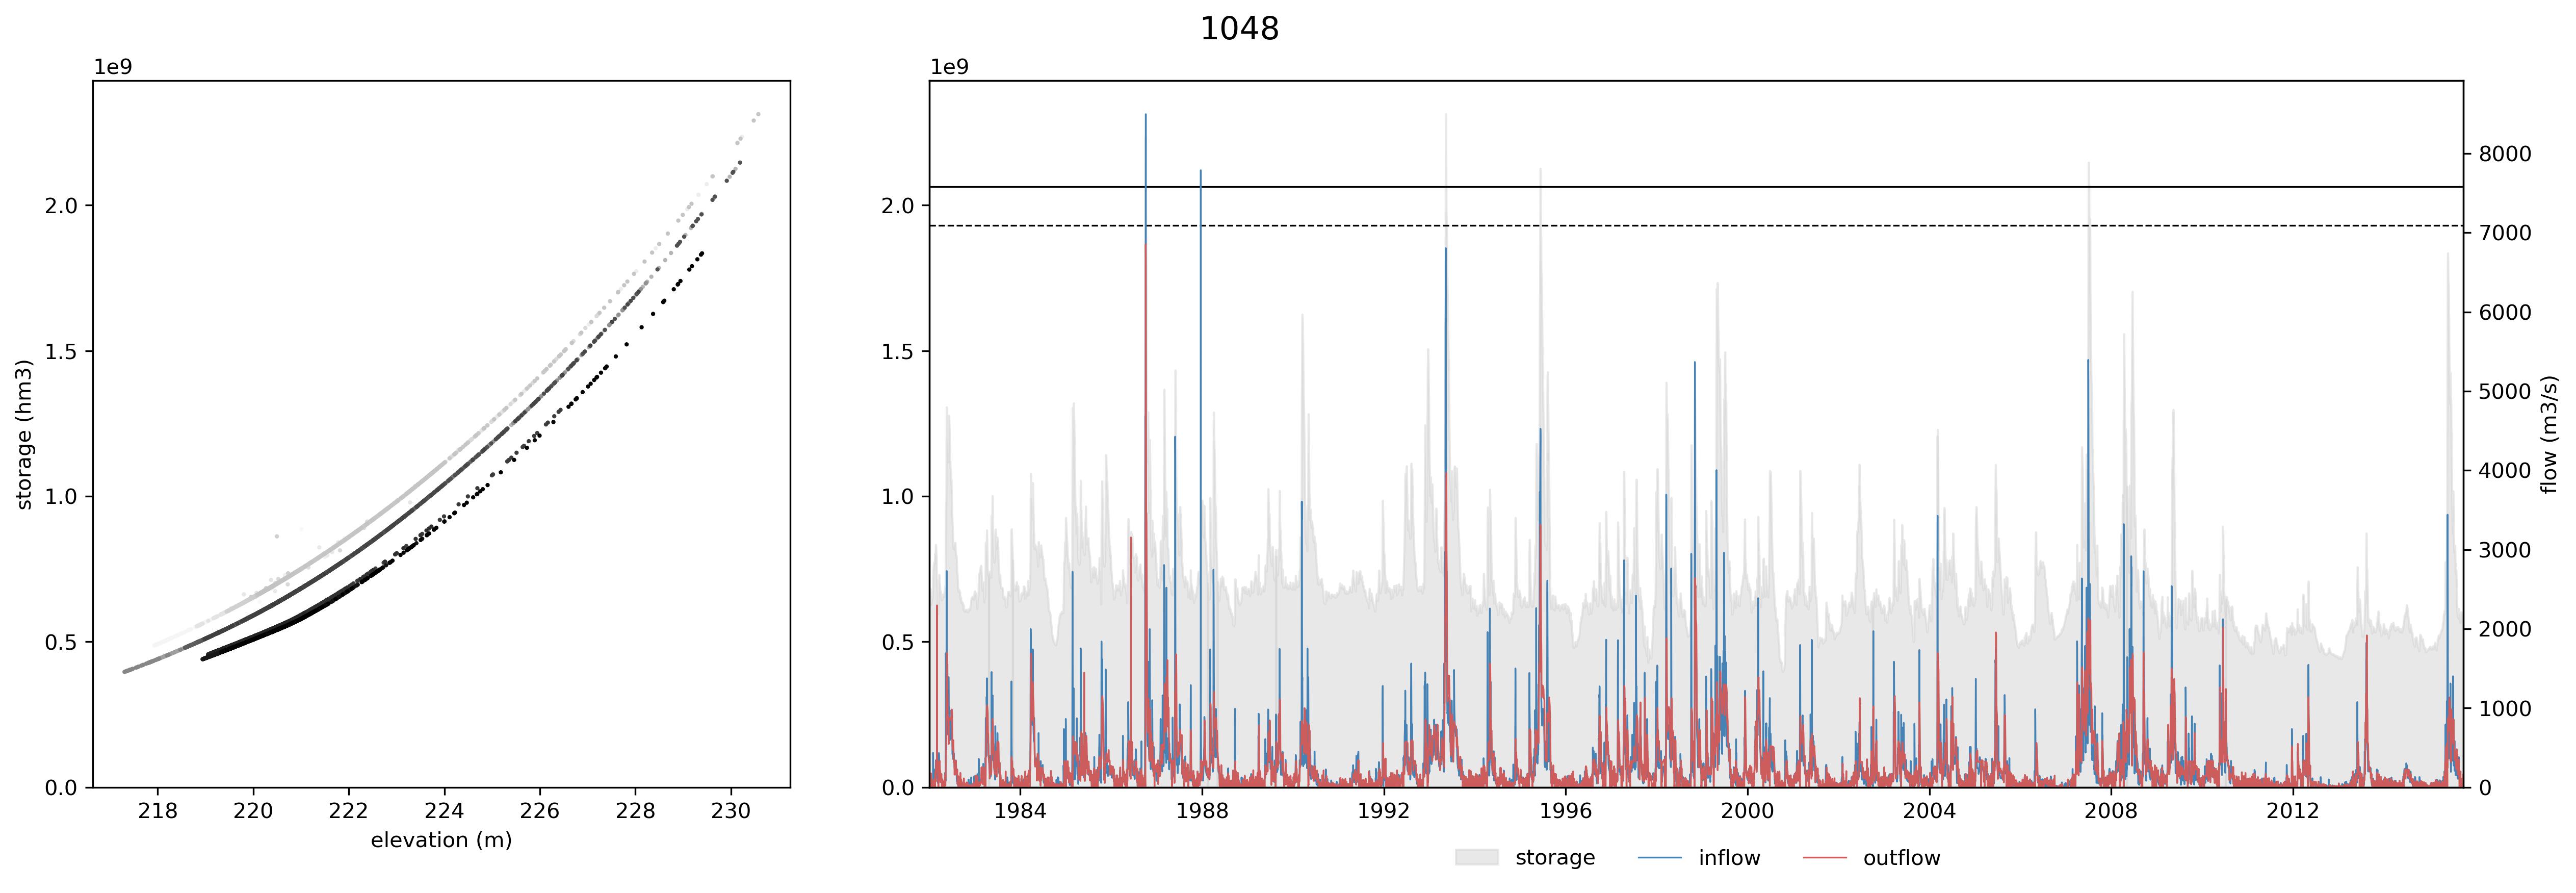 1048
1e9
2.0
1.5
1.0
0.5
0.0
218 220 222 224 226 228 230
elevation (m)
storage (hm3)
1e9
2.0
1.5
1.0
0.5
0.0
1984 1988 1992 1996 2000 2004 2008 2012
8000
7000
6000
5000
4000
3000
2000
1000
0
flow (m3/s)
storage inflow outflow